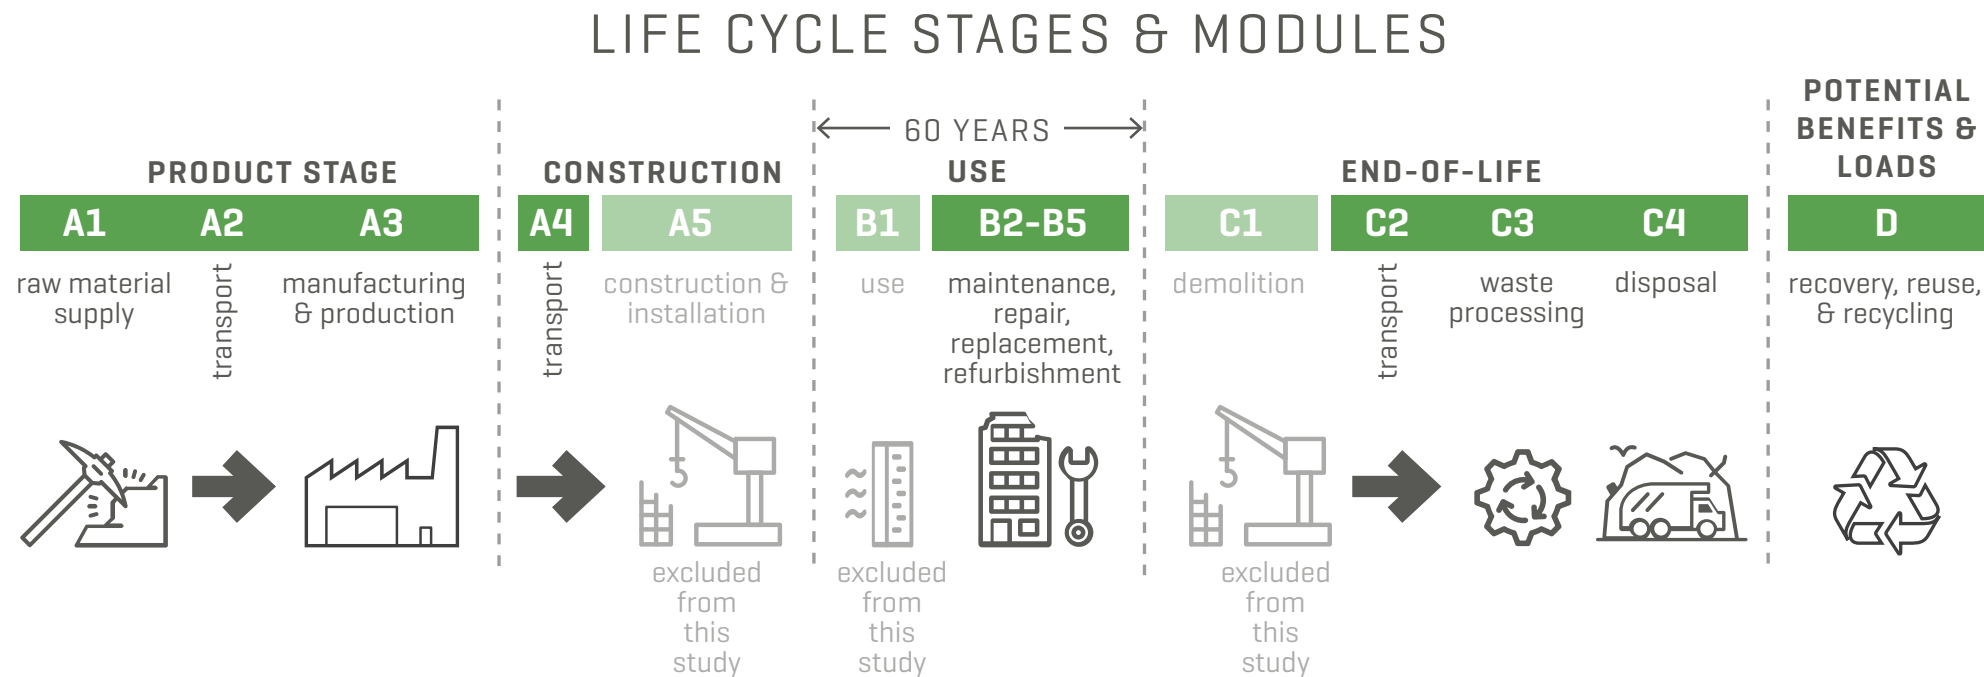 LIFE CYCLE STAGES & MODULES
PRODUCT STAGE
A1
raw material
supply
A2
transport
A3
manufacturing
& production
CONSTRUCTION
A4
transport
A5
construction &
installation
excluded
from
this
study
60 YEARS
USE
B1
use
excluded
from
this
study
B2-B5
maintenance,
repair,
replacement,
refurbishment
END-OF-LIFE
C1
demolition
excluded
from
this
study
C2
transport
C3
waste
processing
C4
disposal
POTENTIAL
BENEFITS &
LOADS
D
recovery, reuse,
& recycling